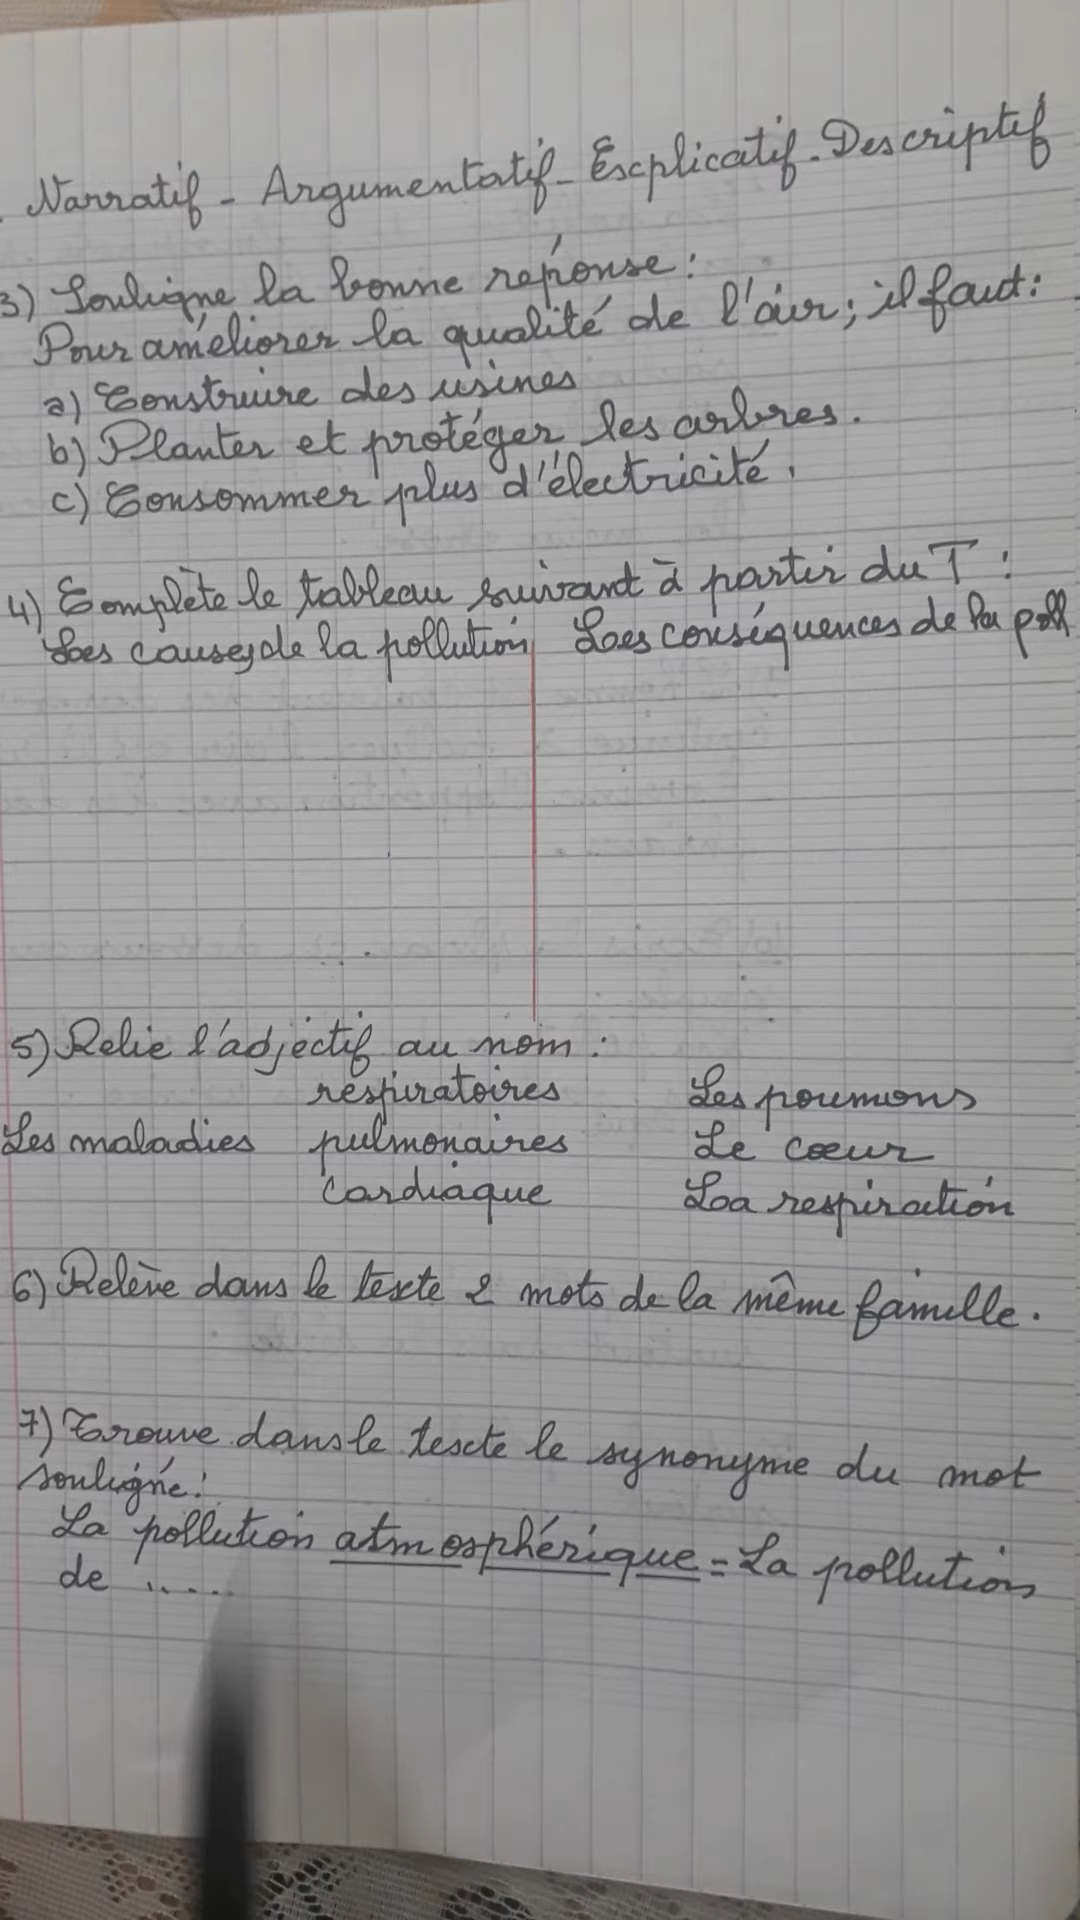 Narratif - Argumentatif - Explicatif - Descriptif
3) Souligne la bonne réponse :
Pour améliorer la qualité de l'air; il faut :
a) Construire des usines
b) Planter et protéger les arbres.
c) Consommer plus d'électricité.
4) Complète le tableau suivant à partir du T :
Les causes de la pollution Les conséquences de la poll
5) Relie l'adjectif au nom :
respiratoires Les poumons
Les maladies pulmonaires Le cœur
cardiaque La respiration
6) Relève dans le texte 2 mots de la même famille.
7) Trouve dans le texte le synonyme du mot
souligné :
La pollution atmosphérique = La pollution
de .....